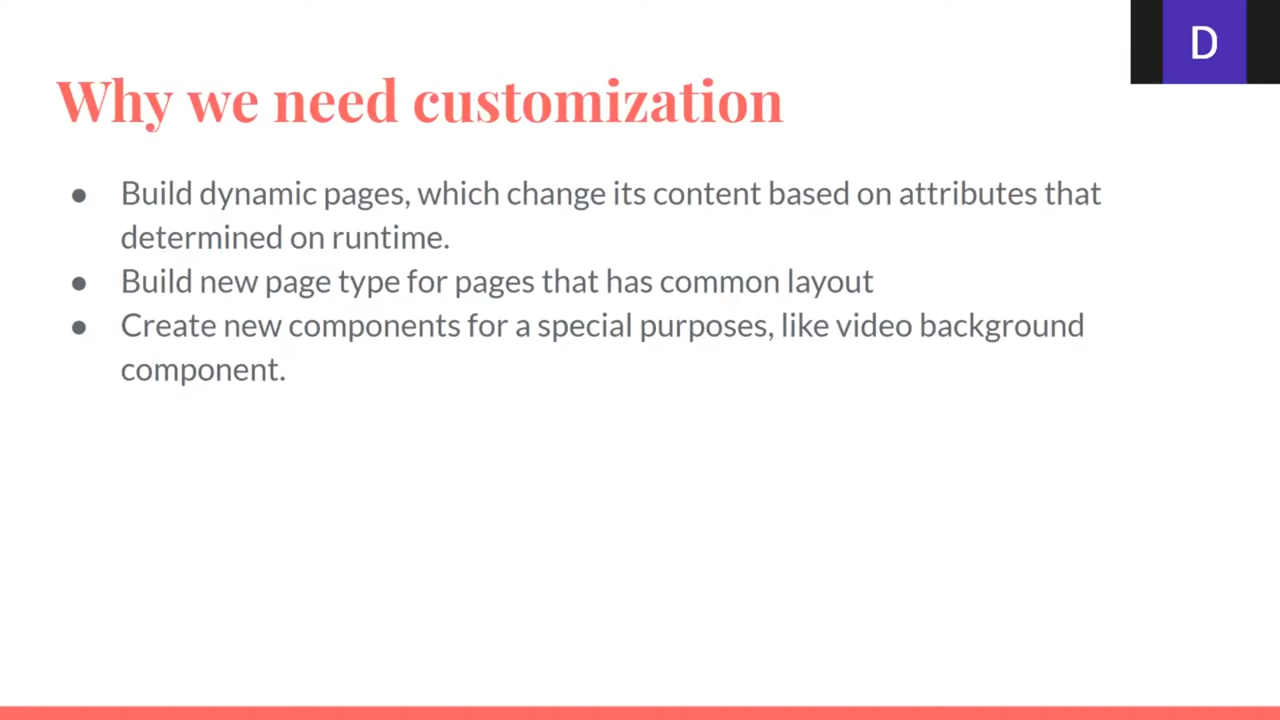 D
Why we need customization
● Build dynamic pages, which change its content based on attributes that
determined on runtime.
● Build new page type for pages that has common layout
● Create new components for a special purposes, like video background
component.